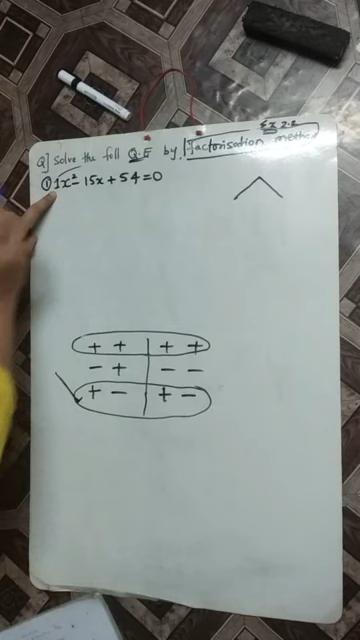 Ex 2.2
Q] Solve the foll Q.E by Factorisation method
① 1x² - 15x + 54 = 0
+ + | + +
- + | - -
+ - | + -